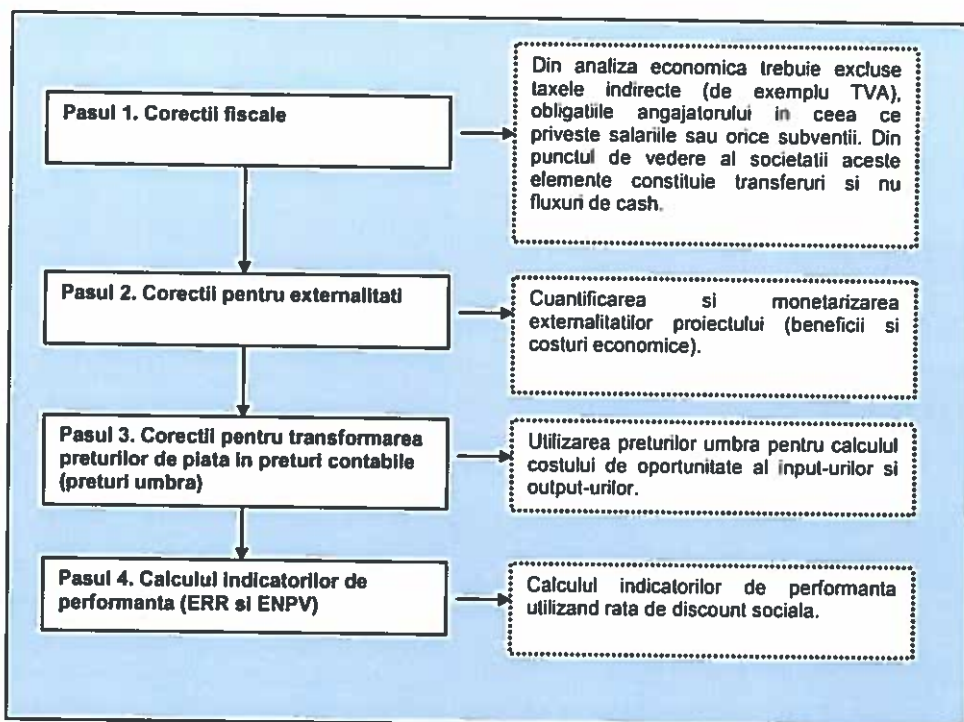 Pasul 1. Corectii fiscale
Din analiza economica trebuie excluse
taxele indirecte (de exemplu TVA),
obligatiile angajatorului in ceea ce
priveste salariile sau orice subventii. Din
punctul de vedere al societatii aceste
elemente constituie transferuri si nu
fluxuri de cash.
Pasul 2. Corectii pentru externalitati
Cuantificarea si monetarizarea
externalitatilor proiectului (beneficii si
costuri economice).
Pasul 3. Corectii pentru transformarea
preturilor de piata in preturi contabile
(preturi umbra)
Utilizarea preturilor umbra pentru calculul
costului de oportunitate al input-urilor si
output-urilor.
Pasul 4. Calculul indicatorilor de
performanta (ERR si ENPV)
Calculul indicatorilor de performanta
utilizand rata de discount sociala.